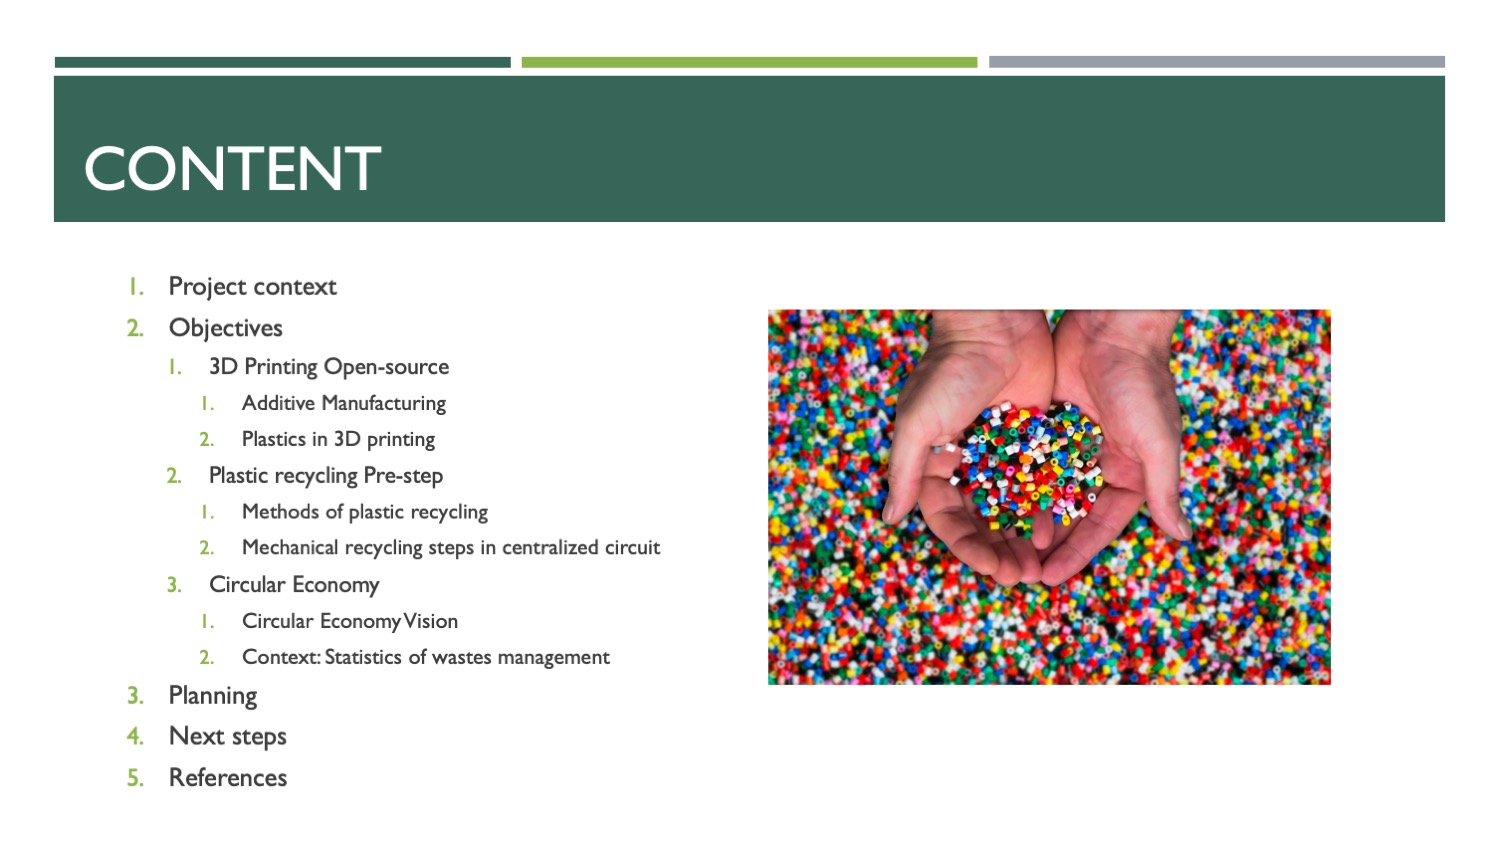 CONTENT
1. Project context
2. Objectives
1. 3D Printing Open-source
1. Additive Manufacturing
2. Plastics in 3D printing
2. Plastic recycling Pre-step
1. Methods of plastic recycling
2. Mechanical recycling steps in centralized circuit
3. Circular Economy
1. Circular Economy Vision
2. Context: Statistics of wastes management
3. Planning
4. Next steps
5. References